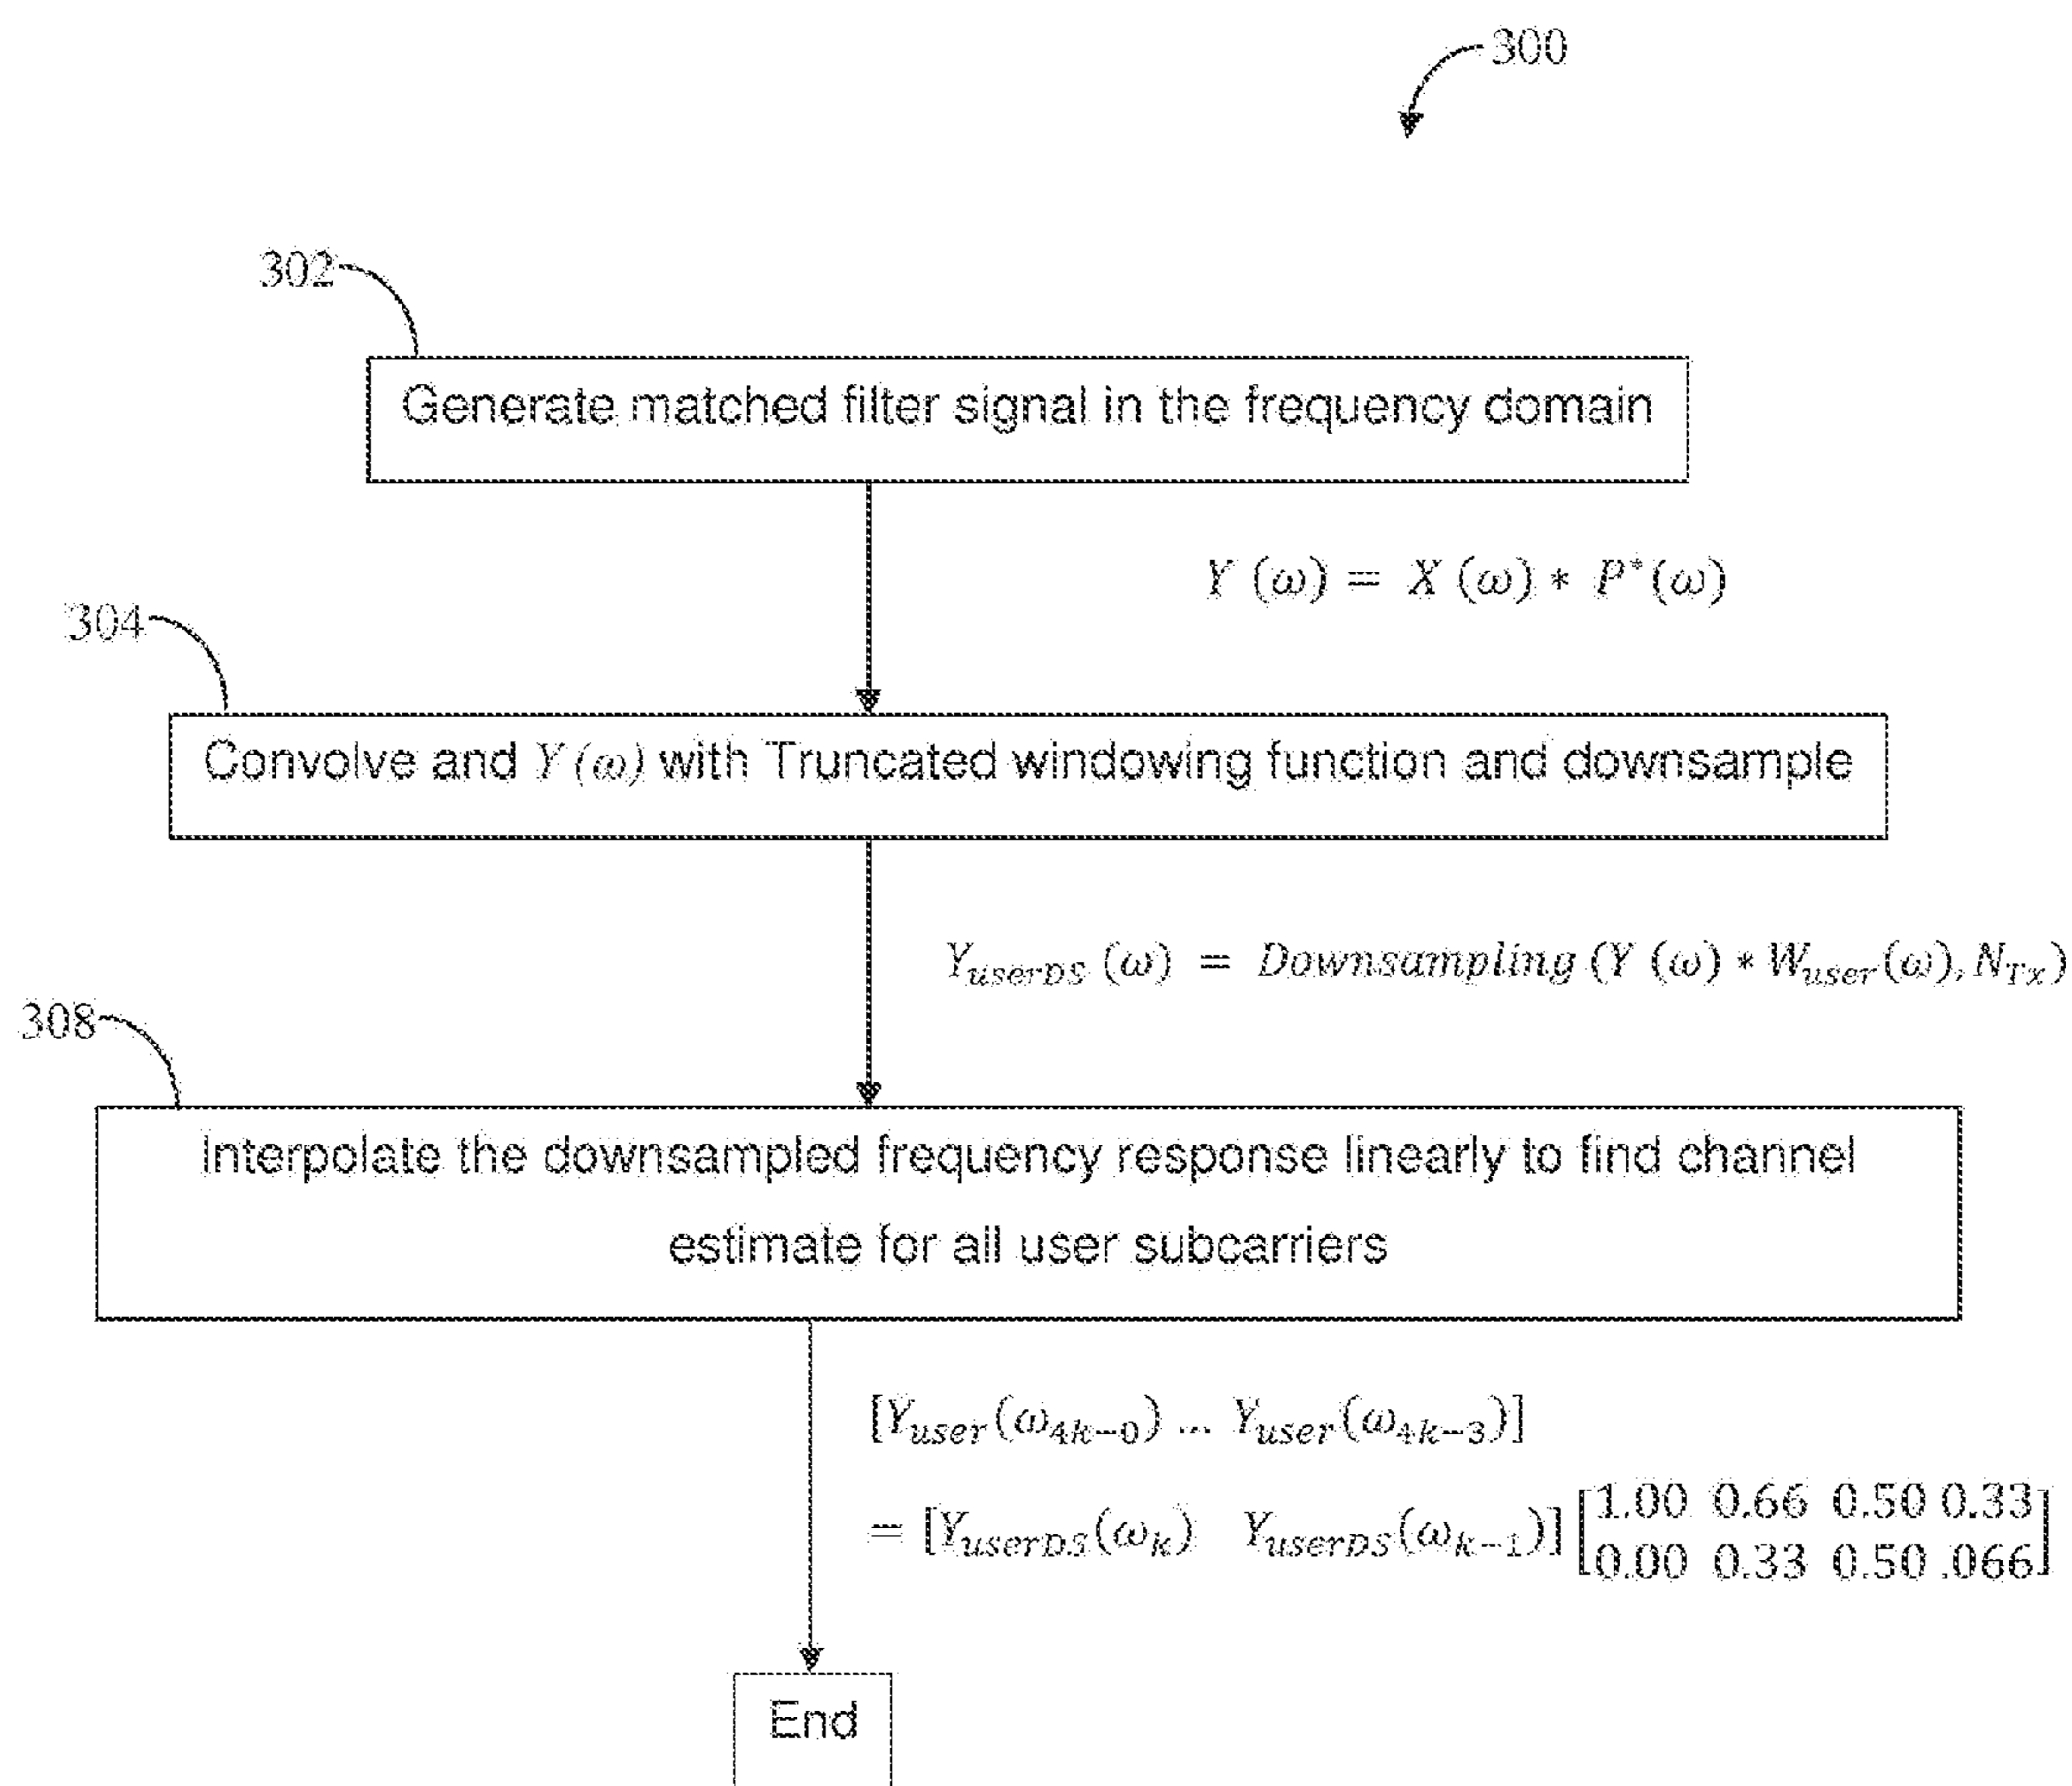 300
302
Generate matched filter signal in the frequency domain
Y (ω) = X (ω) * P*(ω)
304
Convolve and Y (ω) with Truncated windowing function and downsample
Y_userDS (ω) = Downsampling (Y (ω) * W_user(ω), N_Tx)
308
Interpolate the downsampled frequency response linearly to find channel
estimate for all user subcarriers
[Y_user(ω_4k−0) ... Y_user(ω_4k−3)]
= [Y_userDS(ω_k) Y_userDS(ω_k−1)] [1.00 0.66 0.50 0.33
0.00 0.33 0.50 .066]
End